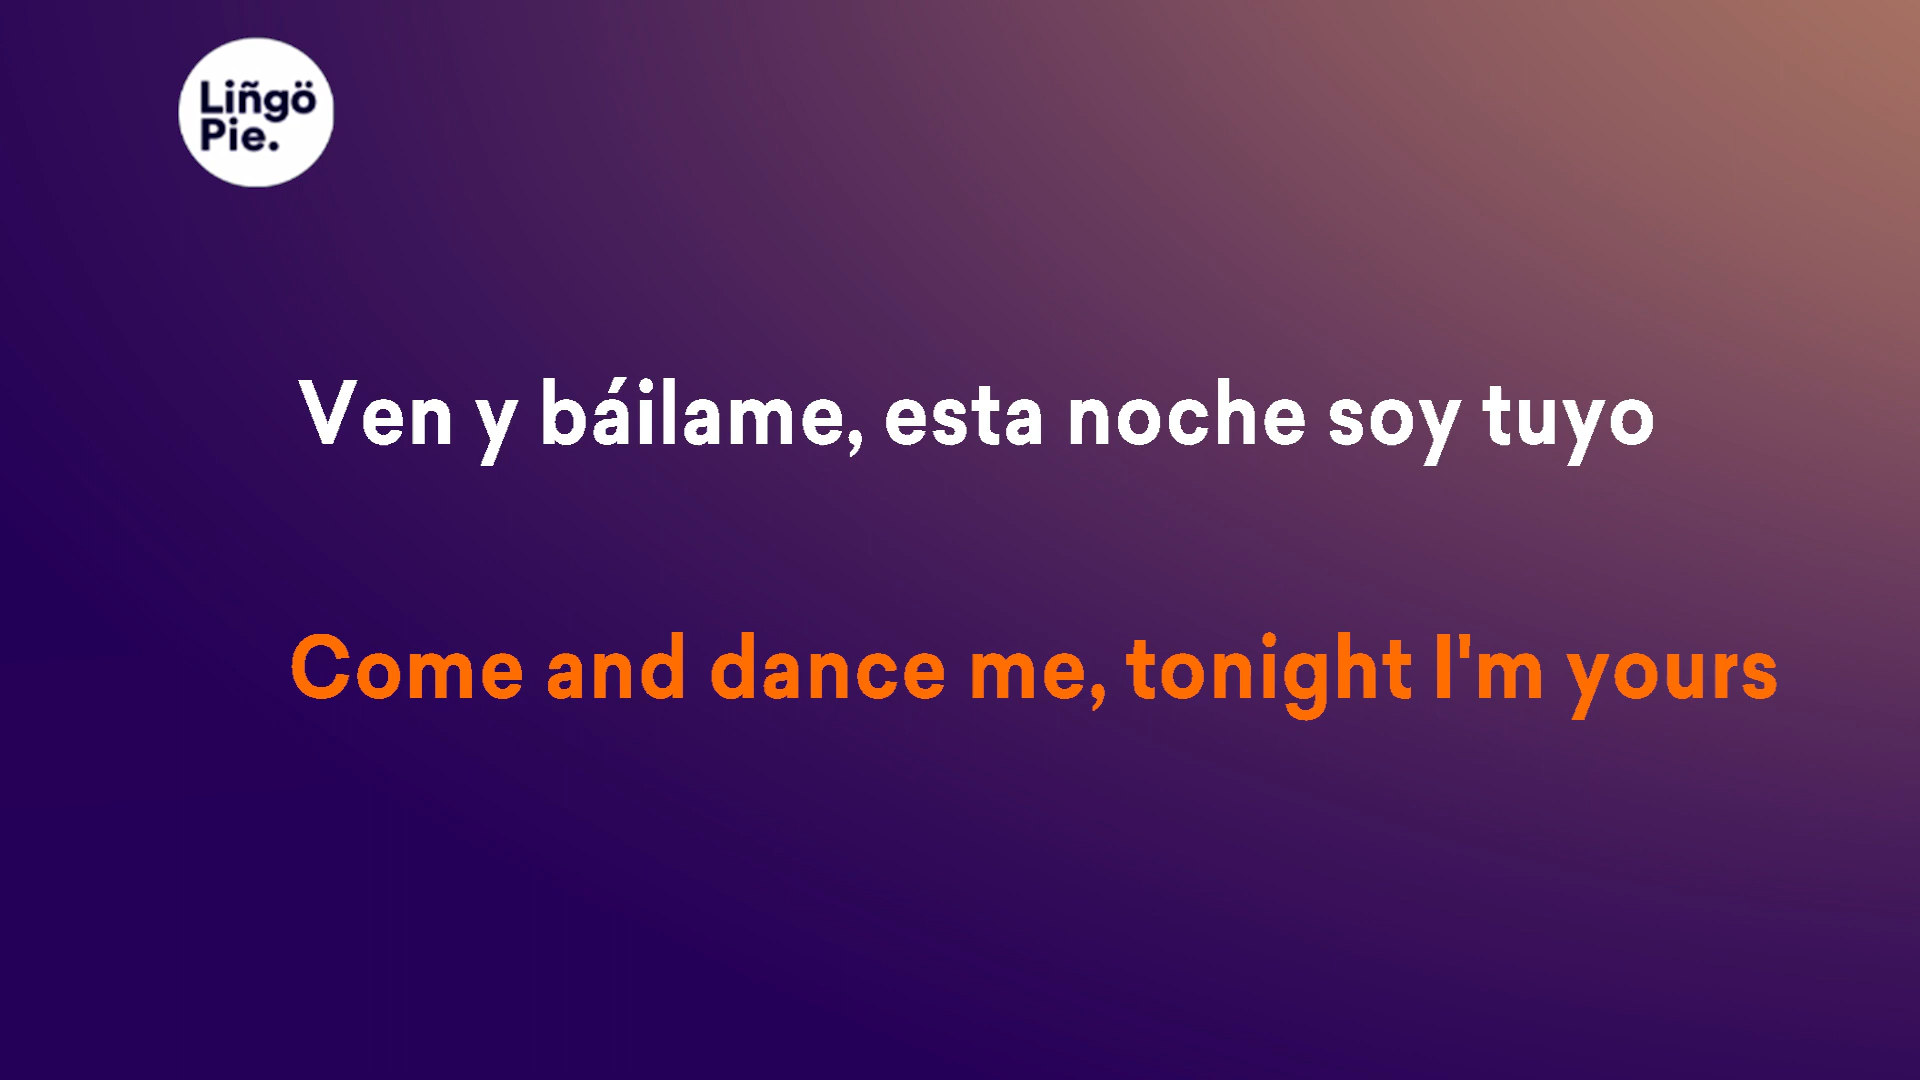 Liñgö
Pie.
Ven y báilame, esta noche soy tuyo
Come and dance me, tonight I'm yours